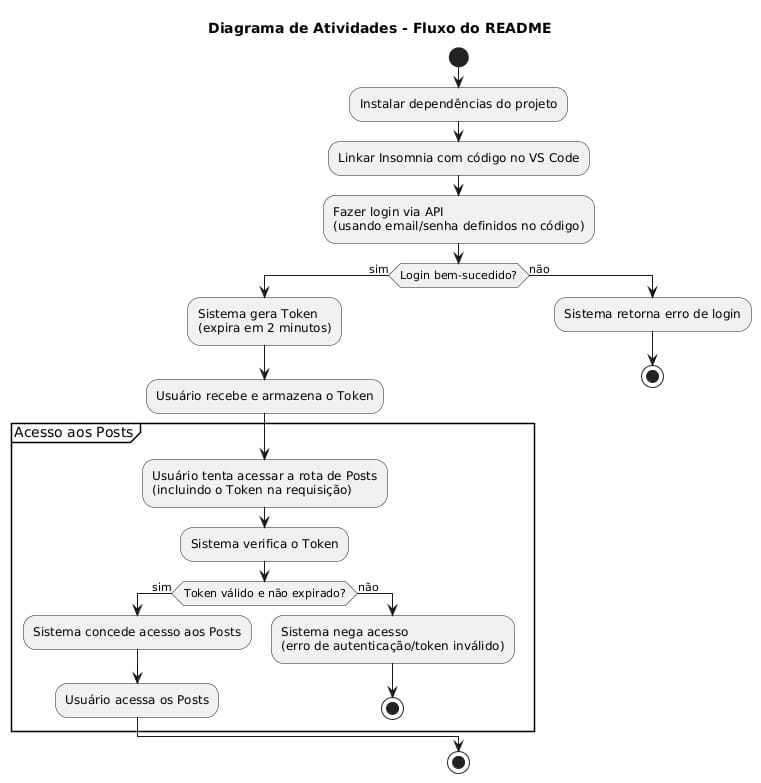 Diagrama de Atividades - Fluxo do README
Instalar dependências do projeto
Linkar Insomnia com código no VS Code
Fazer login via API
(usando email/senha definidos no código)
sim
Login bem-sucedido?
não
Sistema gera Token
(expira em 2 minutos)
Sistema retorna erro de login
Usuário recebe e armazena o Token
Acesso aos Posts
Usuário tenta acessar a rota de Posts
(incluindo o Token na requisição)
Sistema verifica o Token
sim
Token válido e não expirado?
não
Sistema concede acesso aos Posts
Sistema nega acesso
(erro de autenticação/token inválido)
Usuário acessa os Posts